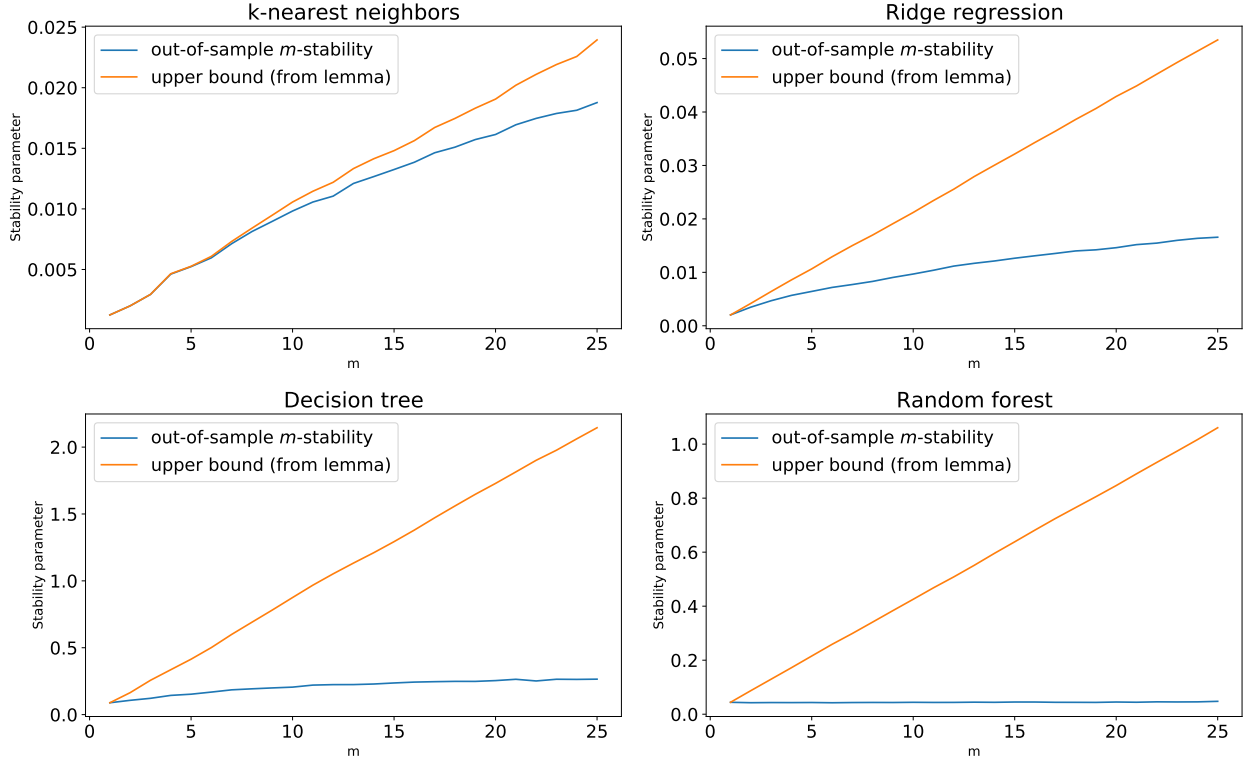 k-nearest neighbors
out-of-sample m-stability
upper bound (from lemma)
Stability parameter
0.025
0.020
0.015
0.010
0.005
0 5 10 15 20 25
m
Ridge regression
out-of-sample m-stability
upper bound (from lemma)
Stability parameter
0.05
0.04
0.03
0.02
0.01
0.00
0 5 10 15 20 25
m
Decision tree
out-of-sample m-stability
upper bound (from lemma)
Stability parameter
2.0
1.5
1.0
0.5
0.0
0 5 10 15 20 25
m
Random forest
out-of-sample m-stability
upper bound (from lemma)
Stability parameter
1.0
0.8
0.6
0.4
0.2
0.0
0 5 10 15 20 25
m